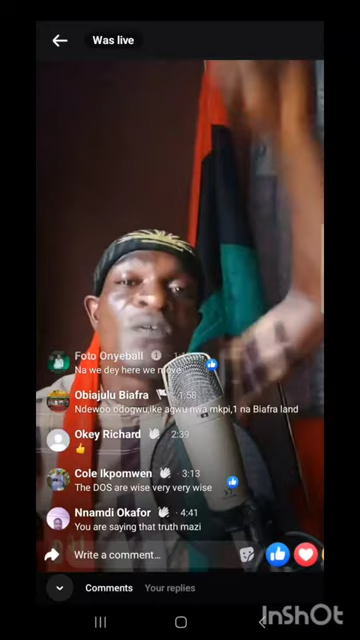 Was live
Foto Onyeball
Na we dey here we move
Obiajulu Biafra 1:58
Ndewoo odogwu,ike agwu nwa mkpi,1 na Biafra land
Okey Richard 2:39
Cole Ikpomwen 3:13
The DOS are wise very very wise
Nnamdi Okafor 4:41
You are saying that truth mazi
Write a comment…
Comments Your replies
InShOt